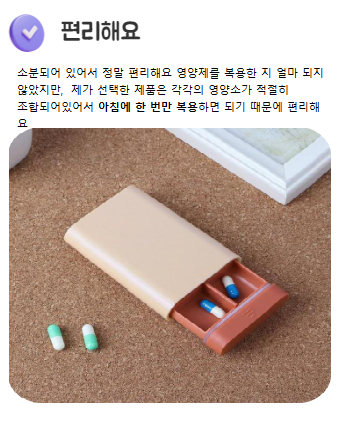 편리해요
소분되어 있어서 정말 편리해요 영양제를 복용한 지 얼마 되지
않았지만, 제가 선택한 제품은 각각의 영양소가 적절히
조합되어있어서 아침에 한 번만 복용하면 되기 때문에 편리해
요